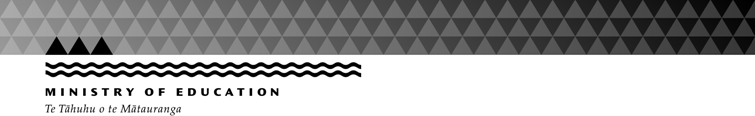 MINISTRY OF EDUCATION
Te Tāhuhu o te Mātauranga